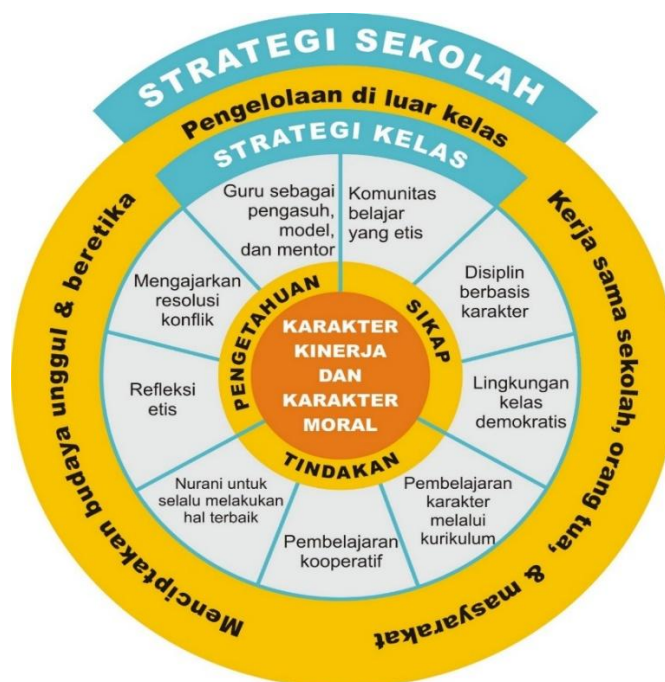 STRATEGI SEKOLAH
Pengelolaan di luar kelas
STRATEGI KELAS
Guru sebagai
pengasuh,
model,
dan mentor
Komunitas
belajar
yang etis
Disiplin
berbasis
karakter
Lingkungan
kelas
demokratis
Pembelajaran
karakter
melalui
kurikulum
Pembelajaran
kooperatif
Nurani untuk
selalu melakukan
hal terbaik
Refleksi
etis
Mengajarkan
resolusi
konflik
PENGETAHUAN
SIKAP
TINDAKAN
KARAKTER
KINERJA
DAN
KARAKTER
MORAL
Kerja sama sekolah, orang tua, & masyarakat
Menciptakan budaya unggul & beretika